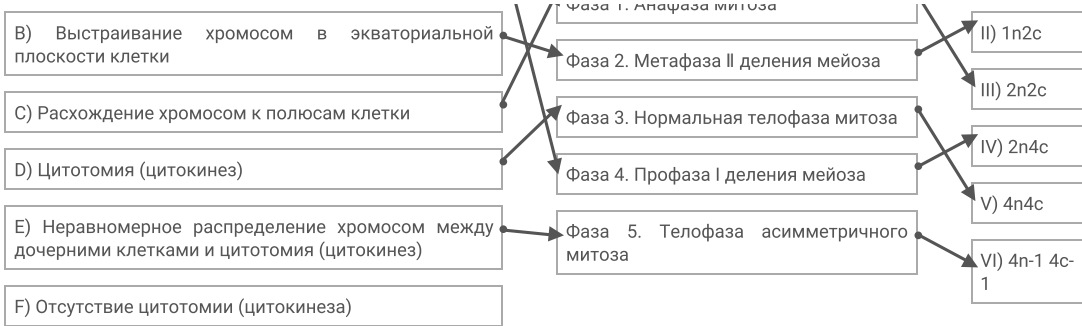 Фаза 1. Анафаза митоза
B) Выстраивание хромосом в экваториальной
плоскости клетки
Фаза 2. Метафаза II деления мейоза
II) 1n2c
C) Расхождение хромосом к полюсам клетки
Фаза 3. Нормальная телофаза митоза
III) 2n2c
D) Цитотомия (цитокинез)
Фаза 4. Профаза I деления мейоза
IV) 2n4c
V) 4n4c
E) Неравномерное распределение хромосом между
дочерними клетками и цитотомия (цитокинез)
Фаза 5. Телофаза асимметричного
митоза
VI) 4n-1 4c-
1
F) Отсутствие цитотомии (цитокинеза)